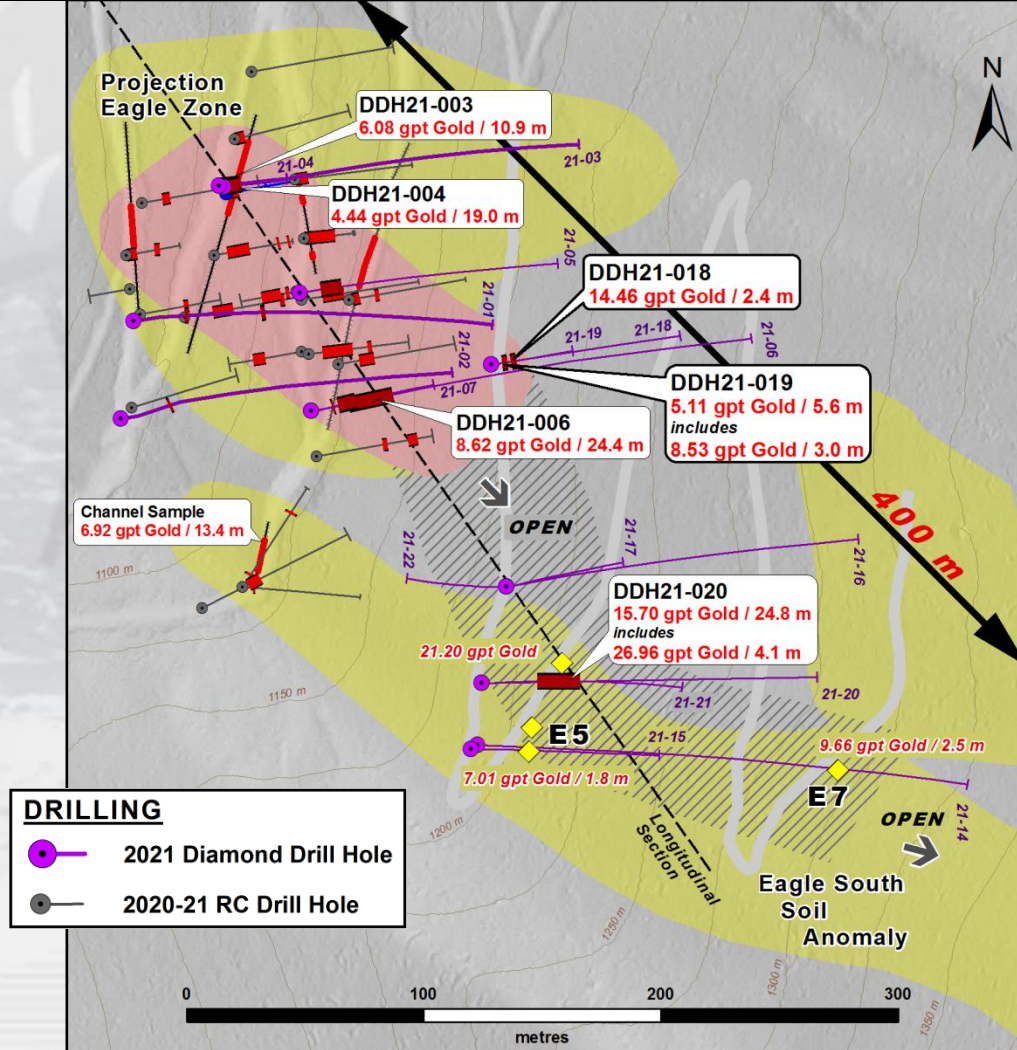 Projection
Eagle Zone
N
DDH21-003
6.08 gpt Gold / 10.9 m
21-04
21-03
DDH21-004
4.44 gpt Gold / 19.0 m
21-05
DDH21-018
14.46 gpt Gold / 2.4 m
21-01
21-19
21-18
21-06
21-02
21-07
DDH21-019
5.11 gpt Gold / 5.6 m
includes
8.53 gpt Gold / 3.0 m
DDH21-006
8.62 gpt Gold / 24.4 m
Channel Sample
6.92 gpt Gold / 13.4 m
400 m
OPEN
21-22
21-17
21-16
1100 m
DDH21-020
15.70 gpt Gold / 24.8 m
includes
26.96 gpt Gold / 4.1 m
21.20 gpt Gold
1150 m
21-21
21-20
E5
21-15
9.66 gpt Gold / 2.5 m
7.01 gpt Gold / 1.8 m
E7
21-14
OPEN
1200 m
Longitudinal
Section
DRILLING
2021 Diamond Drill Hole
2020-21 RC Drill Hole
Eagle South
Soil
Anomaly
1250 m
1300 m
1350 m
0 100 200 300
metres